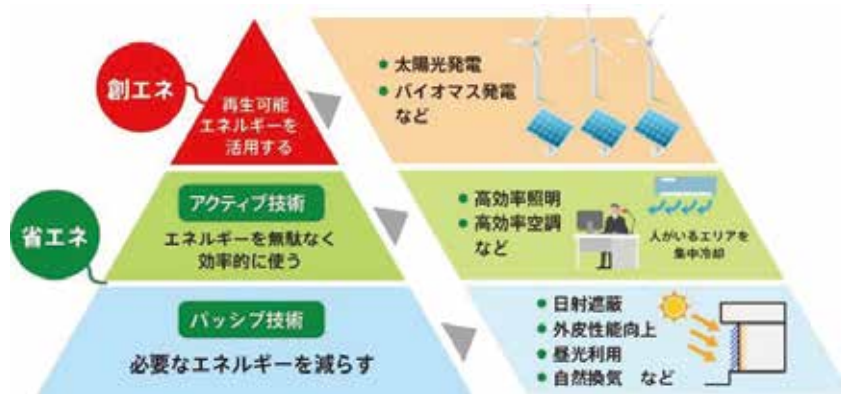 創エネ
再生可能
エネルギーを
活用する
● 太陽光発電
● バイオマス発電
など
省エネ
アクティブ技術
エネルギーを無駄なく
効率的に使う
● 高効率照明
● 高効率空調
など
人がいるエリアを
集中冷却
パッシブ技術
必要なエネルギーを減らす
● 日射遮蔽
● 外皮性能向上
● 昼光利用
● 自然換気 など